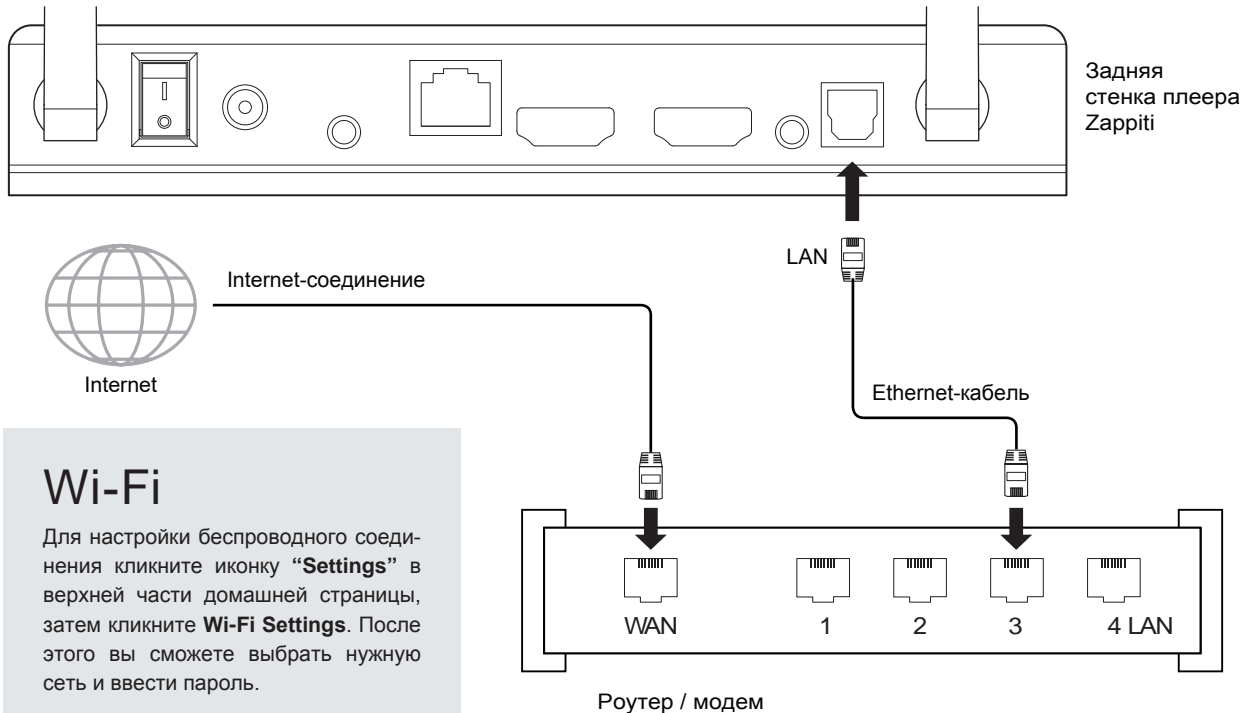 Задняя
стенка плеера
Zappiti
LAN
Internet-соединение
Internet
Ethernet-кабель
Wi-Fi
Для настройки беспроводного соеди-
нения кликните иконку “Settings” в
верхней части домашней страницы,
затем кликните Wi-Fi Settings. После
этого вы сможете выбрать нужную
сеть и ввести пароль.
WAN 1 2 3 4 LAN
Роутер / модем